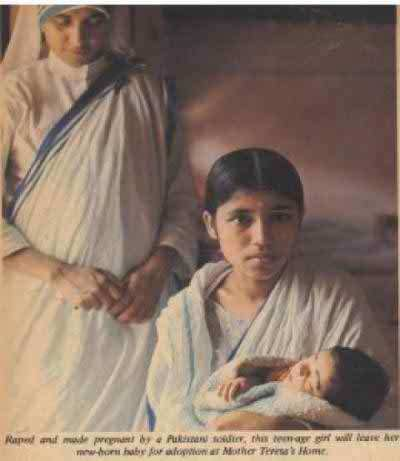 Raped and made pregnant by a Pakistani soldier, this teen-age girl will leave her
new-born baby for adoption at Mother Teresa's Home.